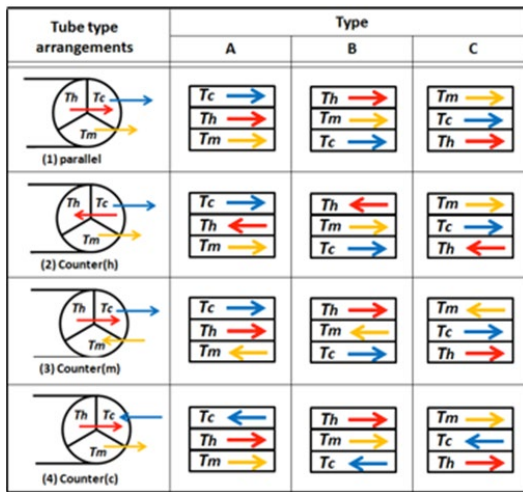 Tube type
arrangements
Type
A B C
Th Tc
Tm
(1) parallel
Tc
Th
Tm
Th
Tm
Tc
Tm
Tc
Th
Th Tc
Tm
(2) Counter(h)
Tc
Th
Tm
Th
Tm
Tc
Tm
Tc
Th
Th Tc
Tm
(3) Counter(m)
Tc
Th
Tm
Th
Tm
Tc
Tm
Tc
Th
Th Tc
Tm
(4) Counter(c)
Tc
Th
Tm
Th
Tm
Tc
Tm
Tc
Th